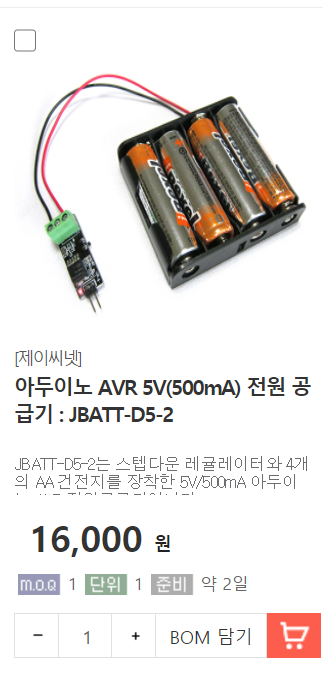 [제이씨넷]
아두이노 AVR 5V(500mA) 전원 공
급기 : JBATT-D5-2
JBATT-D5-2는 스텝다운 레귤레이터와 4개
의 AA건전지를 장착한 5V/500mA 아두이
16,000 원
m.o.q 1 단위 1 준비 약 2일
- 1 + BOM 담기